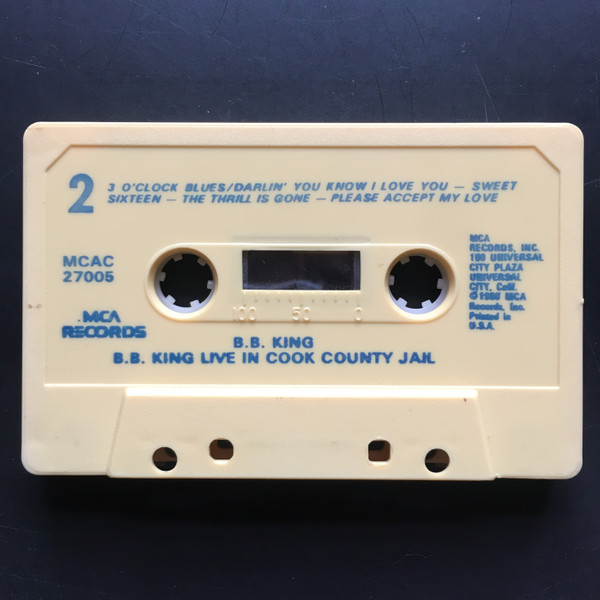 2
3 O'CLOCK BLUES/DARLIN' YOU KNOW I LOVE YOU — SWEET
SIXTEEN — THE THRILL IS GONE — PLEASE ACCEPT MY LOVE
MCAC
27005
MCA
RECORDS
MCA
RECORDS, INC.
100 UNIVERSAL
CITY PLAZA
UNIVERSAL
CITY, Calif.
© 1980 MCA
Records, Inc.
Printed in
U.S.A.
100 50 0
B.B. KING
B.B. KING LIVE IN COOK COUNTY JAIL